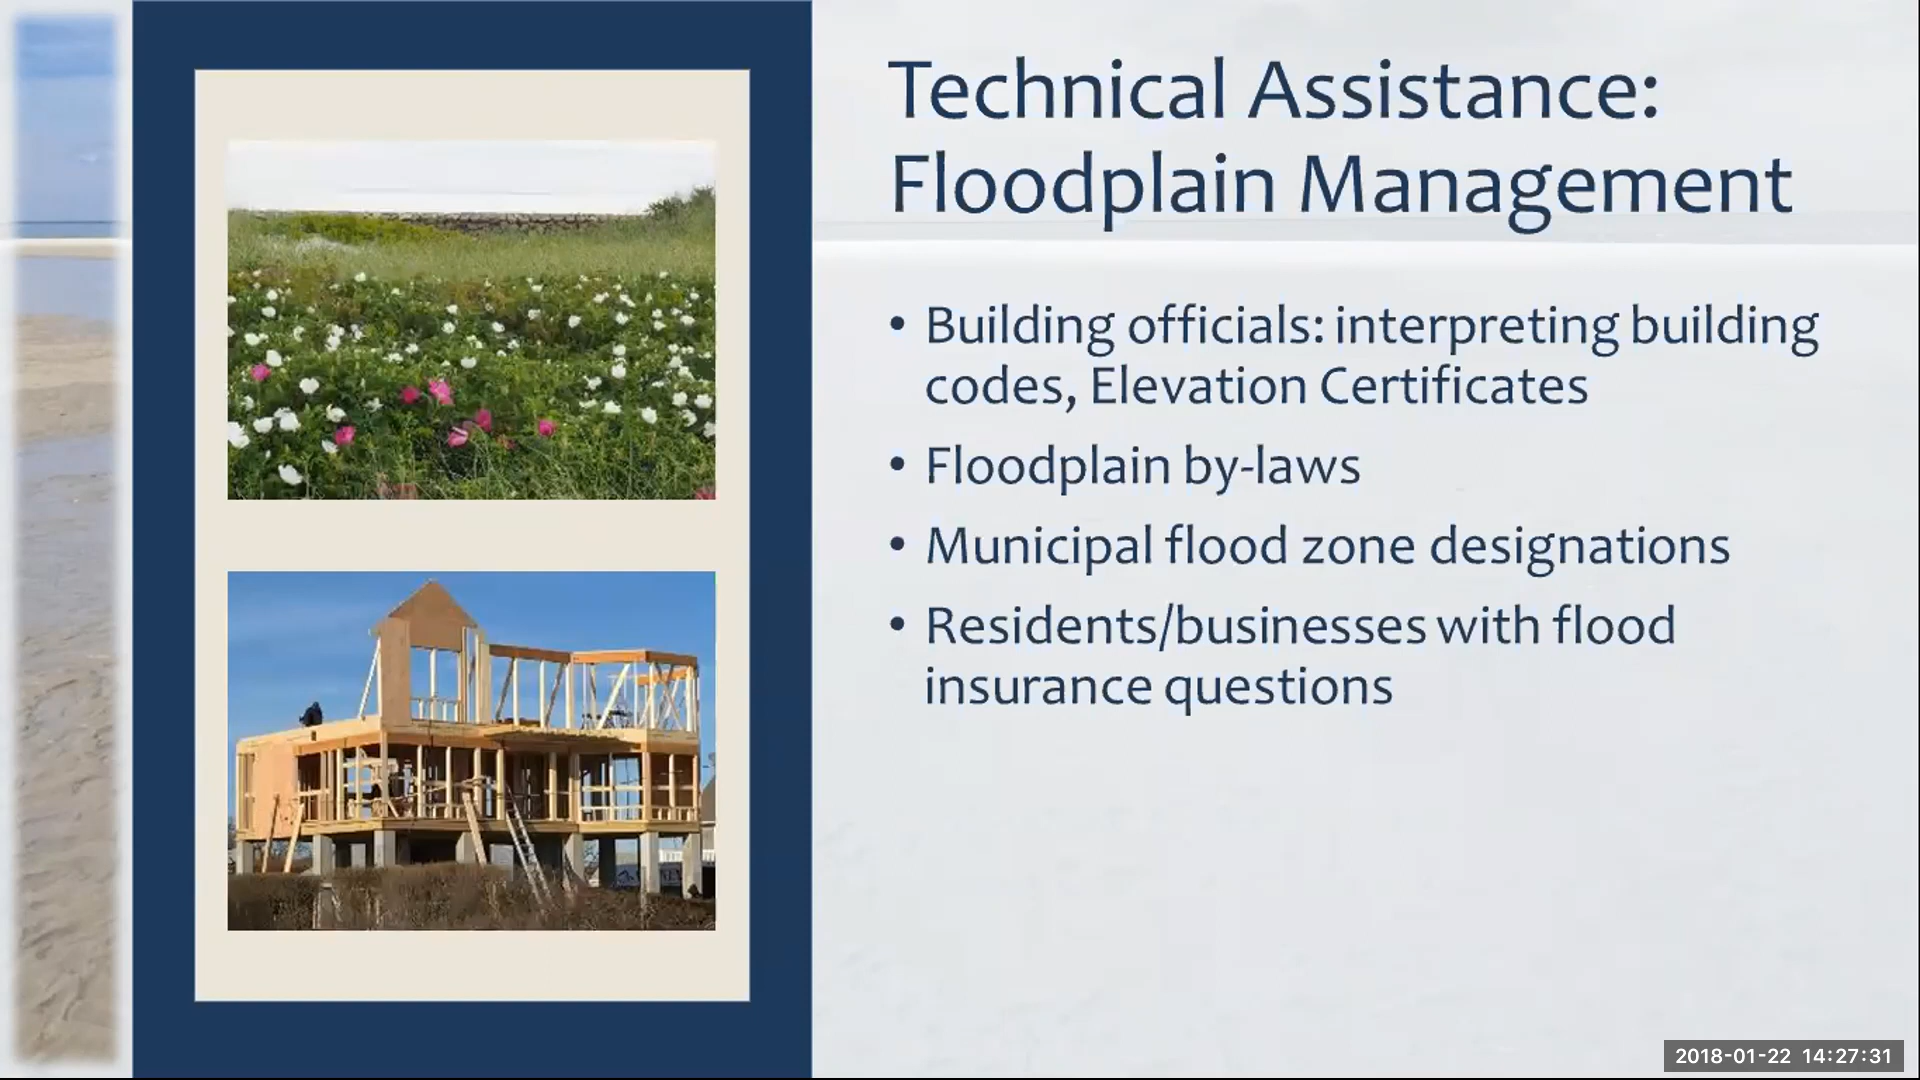 Technical Assistance:
Floodplain Management
• Building officials: interpreting building
codes, Elevation Certificates
• Floodplain by-laws
• Municipal flood zone designations
• Residents/businesses with flood
insurance questions
2018-01-22 14:27:31